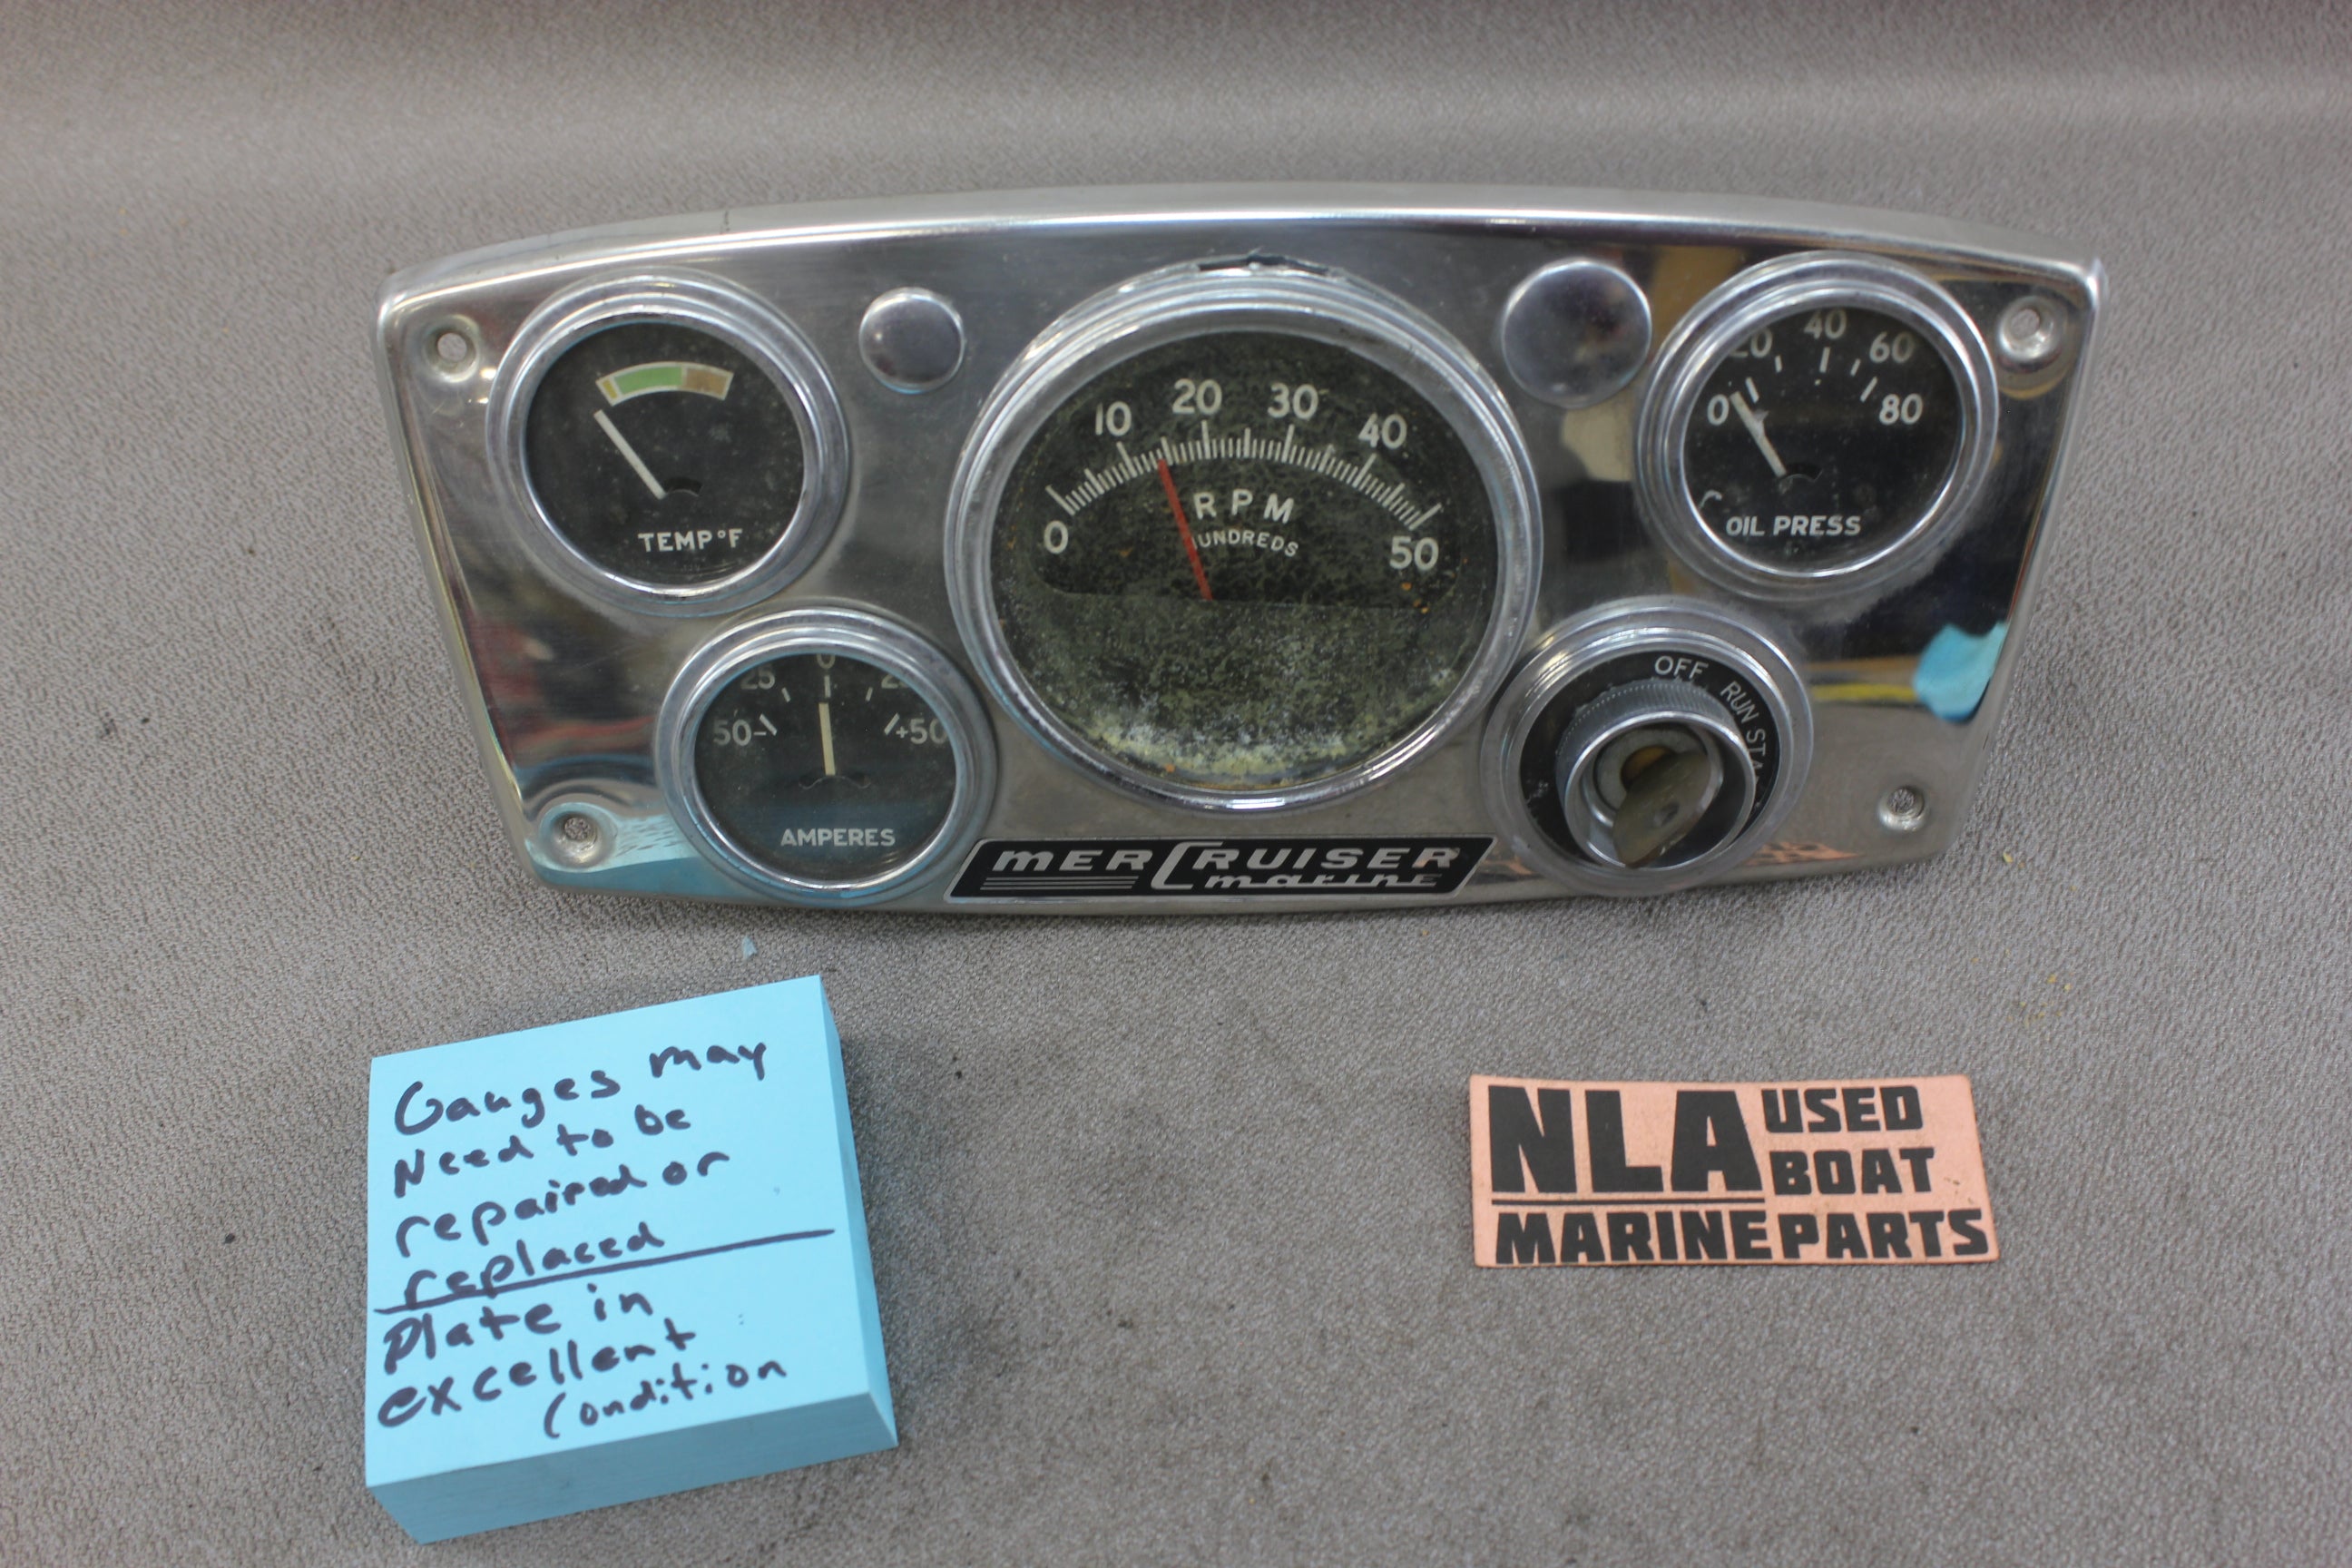 TEMP°F
10 20 30 40
0 50
RPM
HUNDREDS
20 40 60
0 80
OIL PRESS
0
50- +50
AMPERES
OFF RUN
MERCRUISER
marine
Gauges may
Need to be
repaired or
replaced
Plate in
excellent
Condition
NLA USED
BOAT
MARINE PARTS